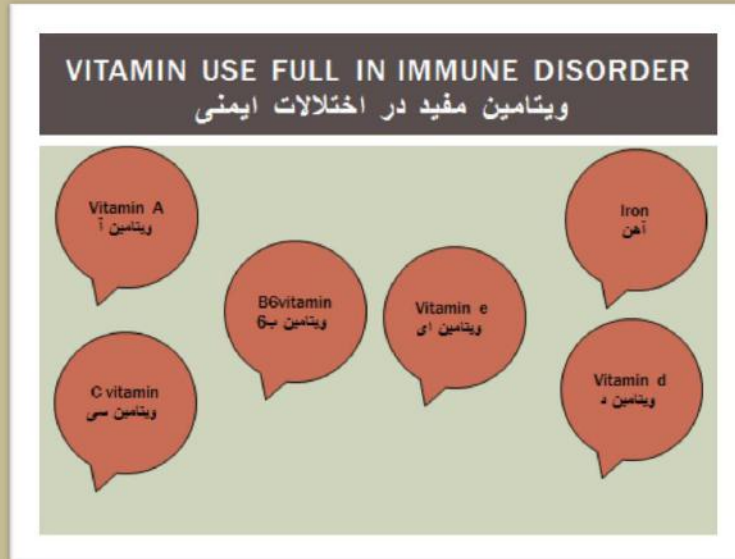 VITAMIN USE FULL IN IMMUNE DISORDER
ویتامین مفید در اختلالات ایمنی
Vitamin A
ویتامین آ
Iron
آهن
B6vitamin
ویتامین ب6
Vitamin e
ویتامین ای
C vitamin
ویتامین سی
Vitamin d
ویتامین د